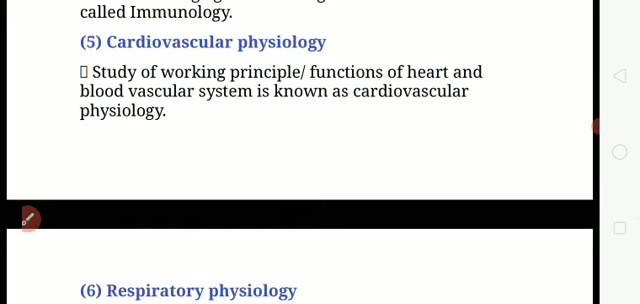 called Immunology.
(5) Cardiovascular physiology
▯ Study of working principle/ functions of heart and
blood vascular system is known as cardiovascular
physiology.
(6) Respiratory physiology